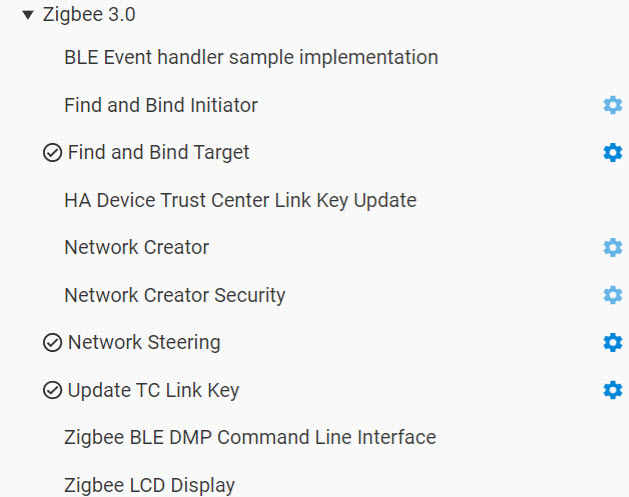 Zigbee 3.0
BLE Event handler sample implementation
Find and Bind Initiator
Find and Bind Target
HA Device Trust Center Link Key Update
Network Creator
Network Creator Security
Network Steering
Update TC Link Key
Zigbee BLE DMP Command Line Interface
Zigbee LCD Display